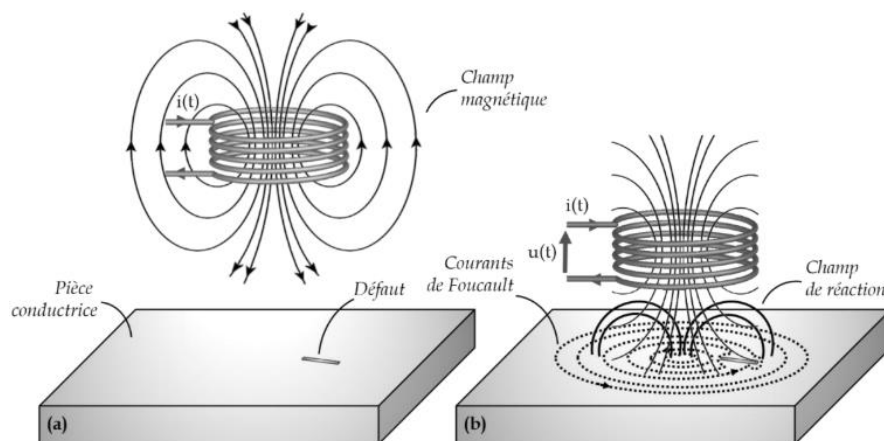 i(t)
Champ
magnétique
Pièce
conductrice
Défaut
(a)
i(t)
u(t)
Courants
de Foucault
Champ
de réaction
(b)